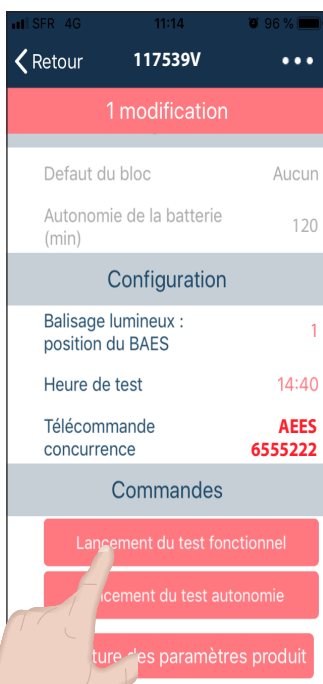 SFR 4G 11:14 96 %
Retour 117539V
1 modification
Defaut du bloc Aucun
Autonomie de la batterie
(min) 120
Configuration
Balisage lumineux :
position du BAES 1
Heure de test 14:40
Télécommande AEES
concurrence 6555222
Commandes
Lancement du test fonctionnel
du test autonomie
des paramètres produit